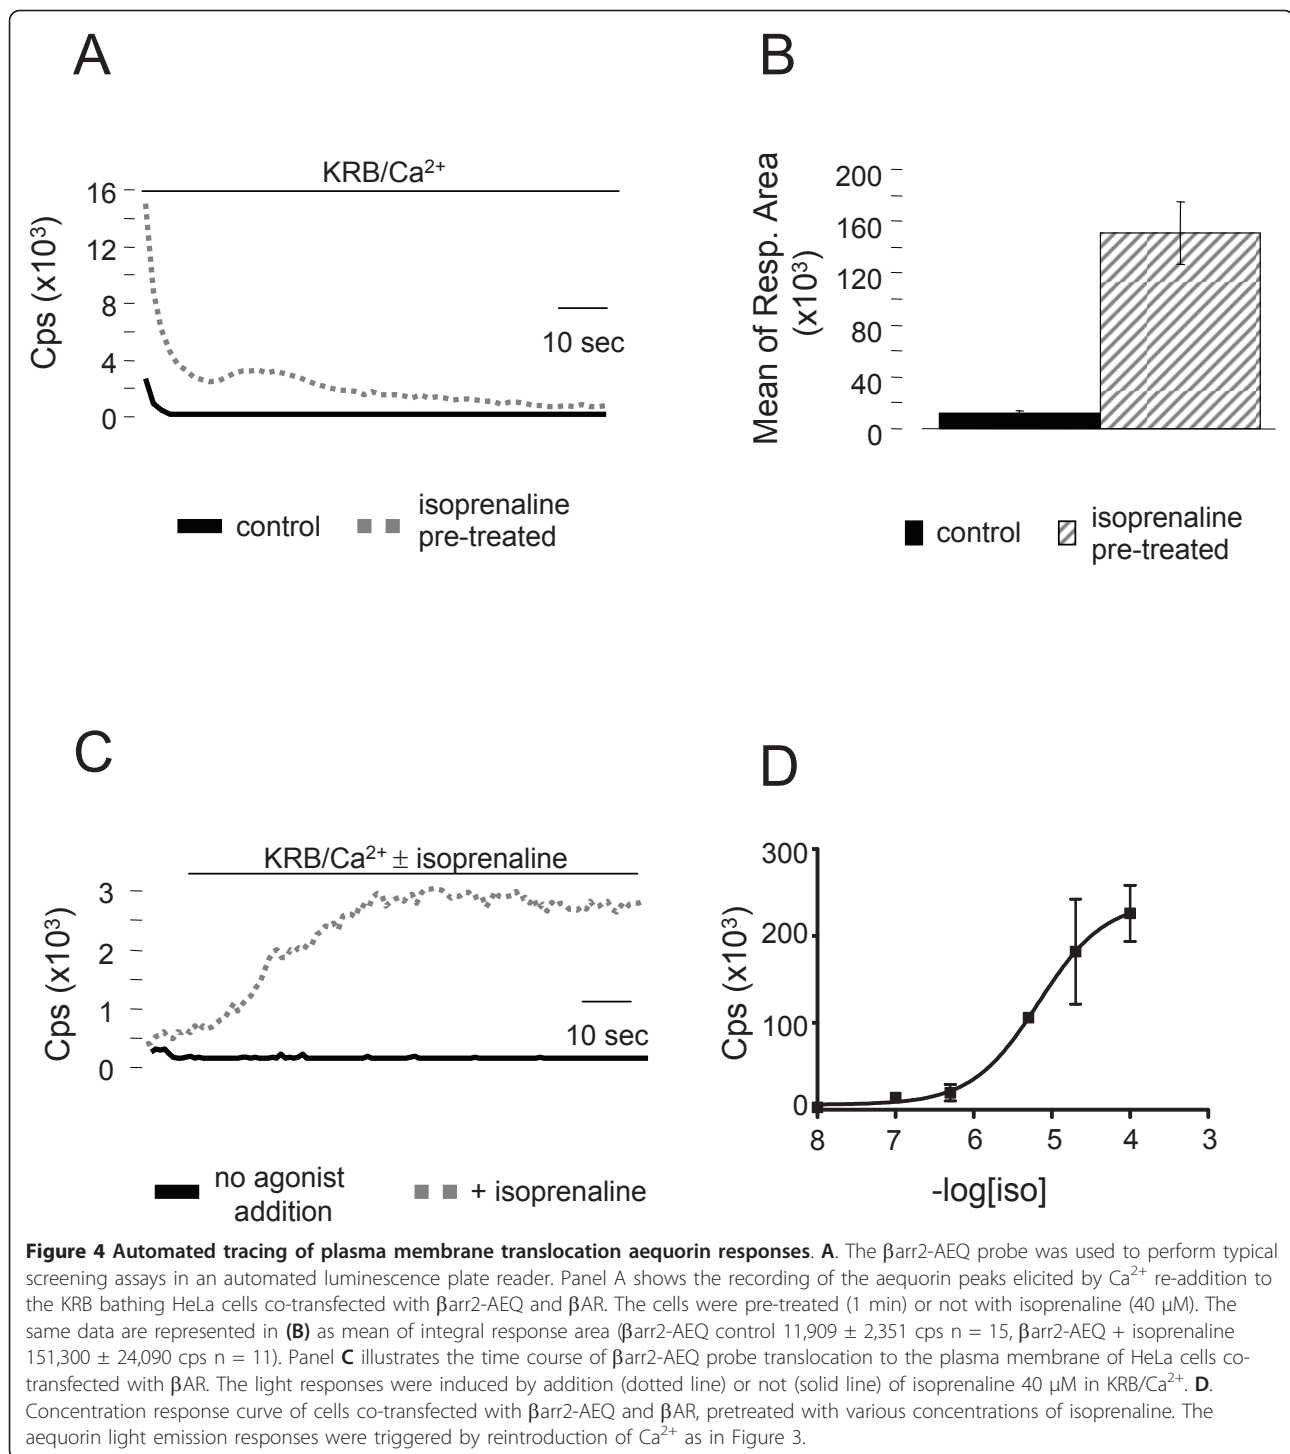 A
KRB/Ca²⁺
16
12
8
4
0
Cps (x10³)
10 sec
control
isoprenaline
pre-treated
B
200
160
120
80
40
0
Mean of Resp. Area
(x10³)
control
isoprenaline
pre-treated
C
KRB/Ca²⁺ ± isoprenaline
3
2
1
0
Cps (x10³)
10 sec
no agonist
addition
+ isoprenaline
D
300
200
100
0
Cps (x10³)
8 7 6 5 4 3
-log[iso]
Figure 4 Automated tracing of plasma membrane translocation aequorin responses. A. The βarr2-AEQ probe was used to perform typical
screening assays in an automated luminescence plate reader. Panel A shows the recording of the aequorin peaks elicited by Ca²⁺ re-addition to
the KRB bathing HeLa cells co-transfected with βarr2-AEQ and βAR. The cells were pre-treated (1 min) or not with isoprenaline (40 μM). The
same data are represented in (B) as mean of integral response area (βarr2-AEQ control 11,909 ± 2,351 cps n = 15, βarr2-AEQ + isoprenaline
151,300 ± 24,090 cps n = 11). Panel C illustrates the time course of βarr2-AEQ probe translocation to the plasma membrane of HeLa cells co-
transfected with βAR. The light responses were induced by addition (dotted line) or not (solid line) of isoprenaline 40 μM in KRB/Ca²⁺. D.
Concentration response curve of cells co-transfected with βarr2-AEQ and βAR, pretreated with various concentrations of isoprenaline. The
aequorin light emission responses were triggered by reintroduction of Ca²⁺ as in Figure 3.